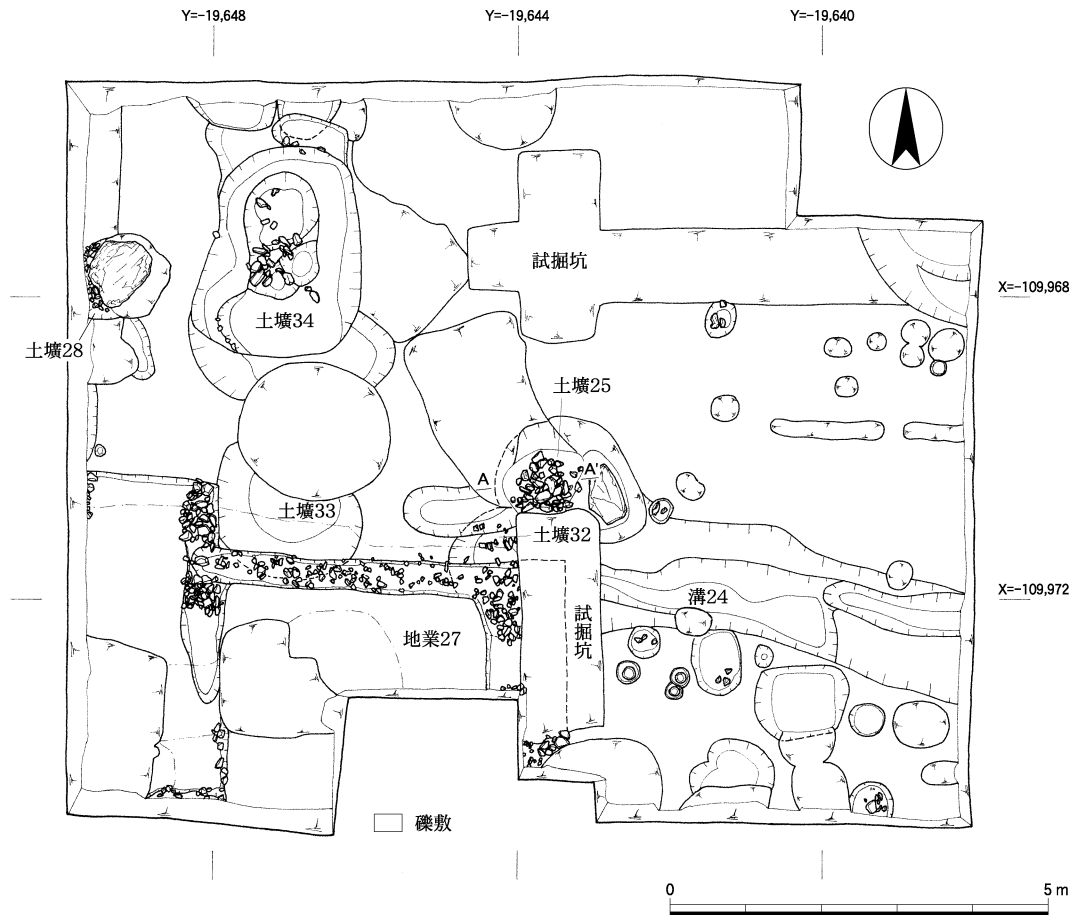 Y=-19,648
Y=-19,644
Y=-19,640
試掘坑
X=-109,968
土壙34
土壙28
土壙25
A
A'
土壙33
土壙32
X=-109,972
溝24
試掘坑
地業27
礫敷
0
5 m